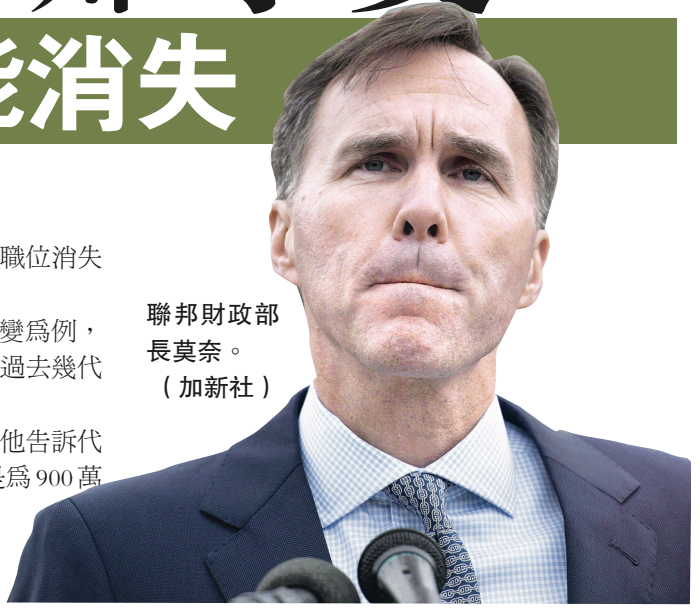 消失
職位消失
變爲例，
過去幾代
他告訴代
爲900萬
聯邦財政部
長莫奈。
（加新社）